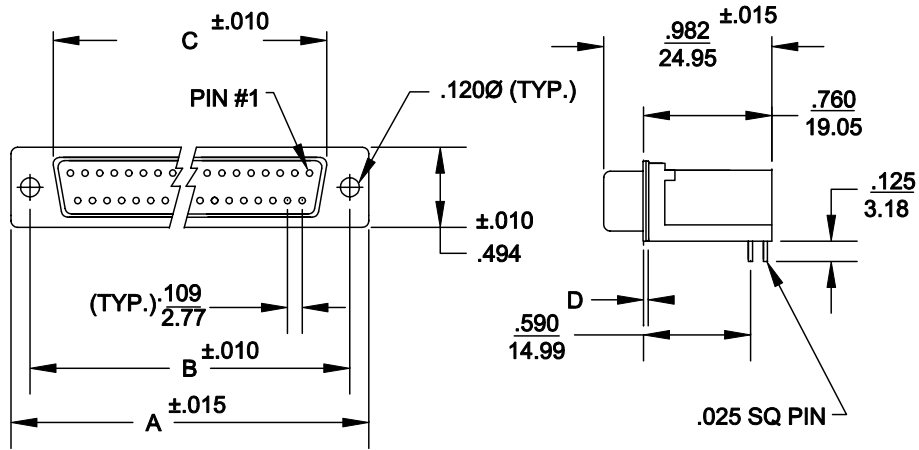 ±.010
C
PIN #1
.120Ø (TYP.)
±.010
.494
(TYP.) .109
2.77
±.010
B
±.015
A
±.015
.982
24.95
.760
19.05
.125
3.18
D
.590
14.99
.025 SQ PIN